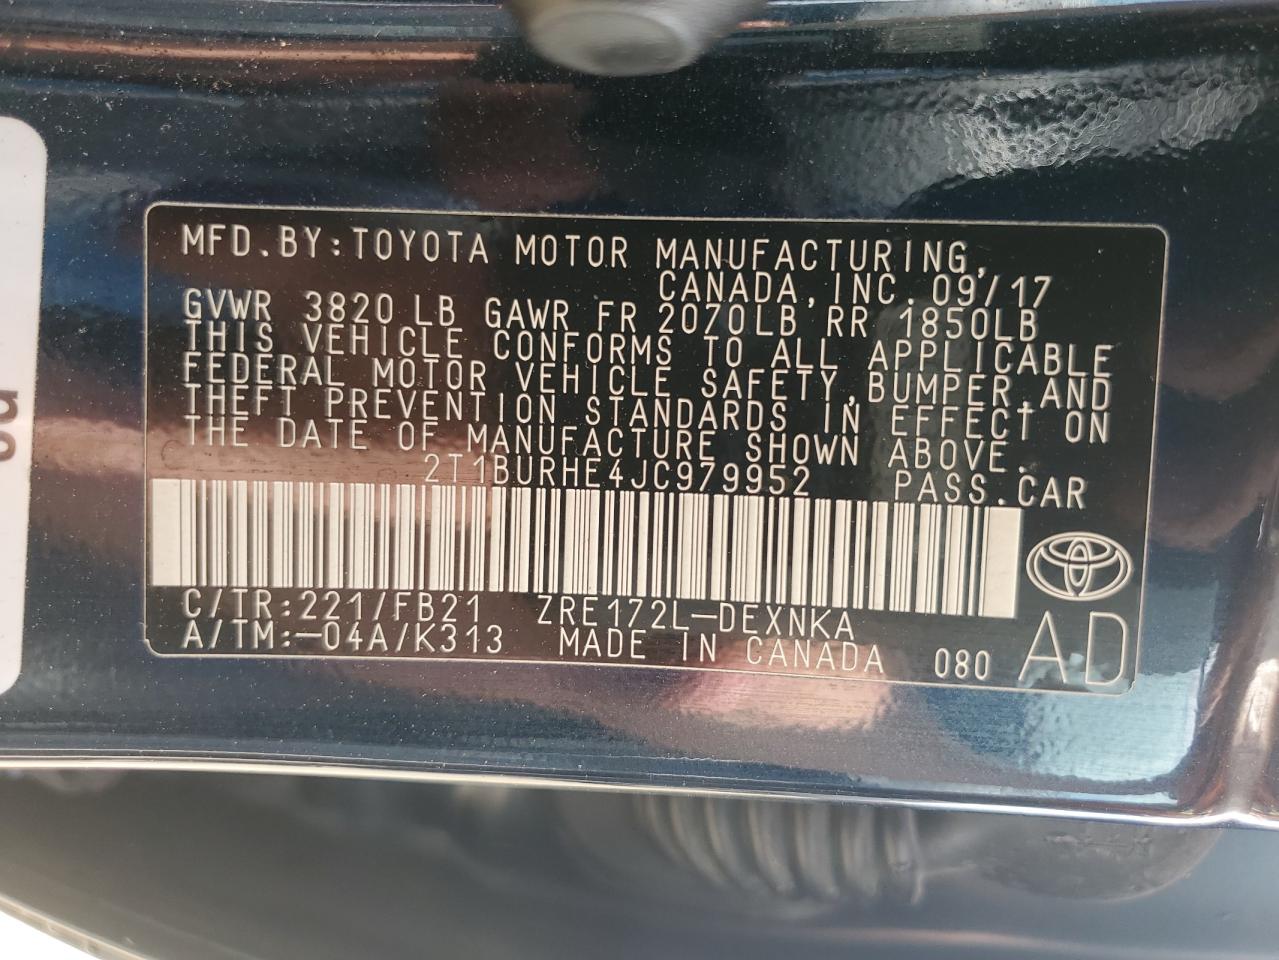 MFD.BY:TOYOTA MOTOR MANUFACTURING,
CANADA,INC. 09/17
GVWR 3820 LB GAWR FR 2070LB RR 1850LB
THIS VEHICLE CONFORMS TO ALL APPLICABLE
FEDERAL MOTOR VEHICLE SAFETY,BUMPER,AND
THEFT PREVENTION STANDARDS IN EFFECT ON
THE DATE OF MANUFACTURE SHOWN ABOVE.
2T1BURHE4JC979952 PASS.CAR
C/TR:221/FB21 ZRE172L-DEXNKA
A/TM:-04A/K313 MADE IN CANADA 080 AD